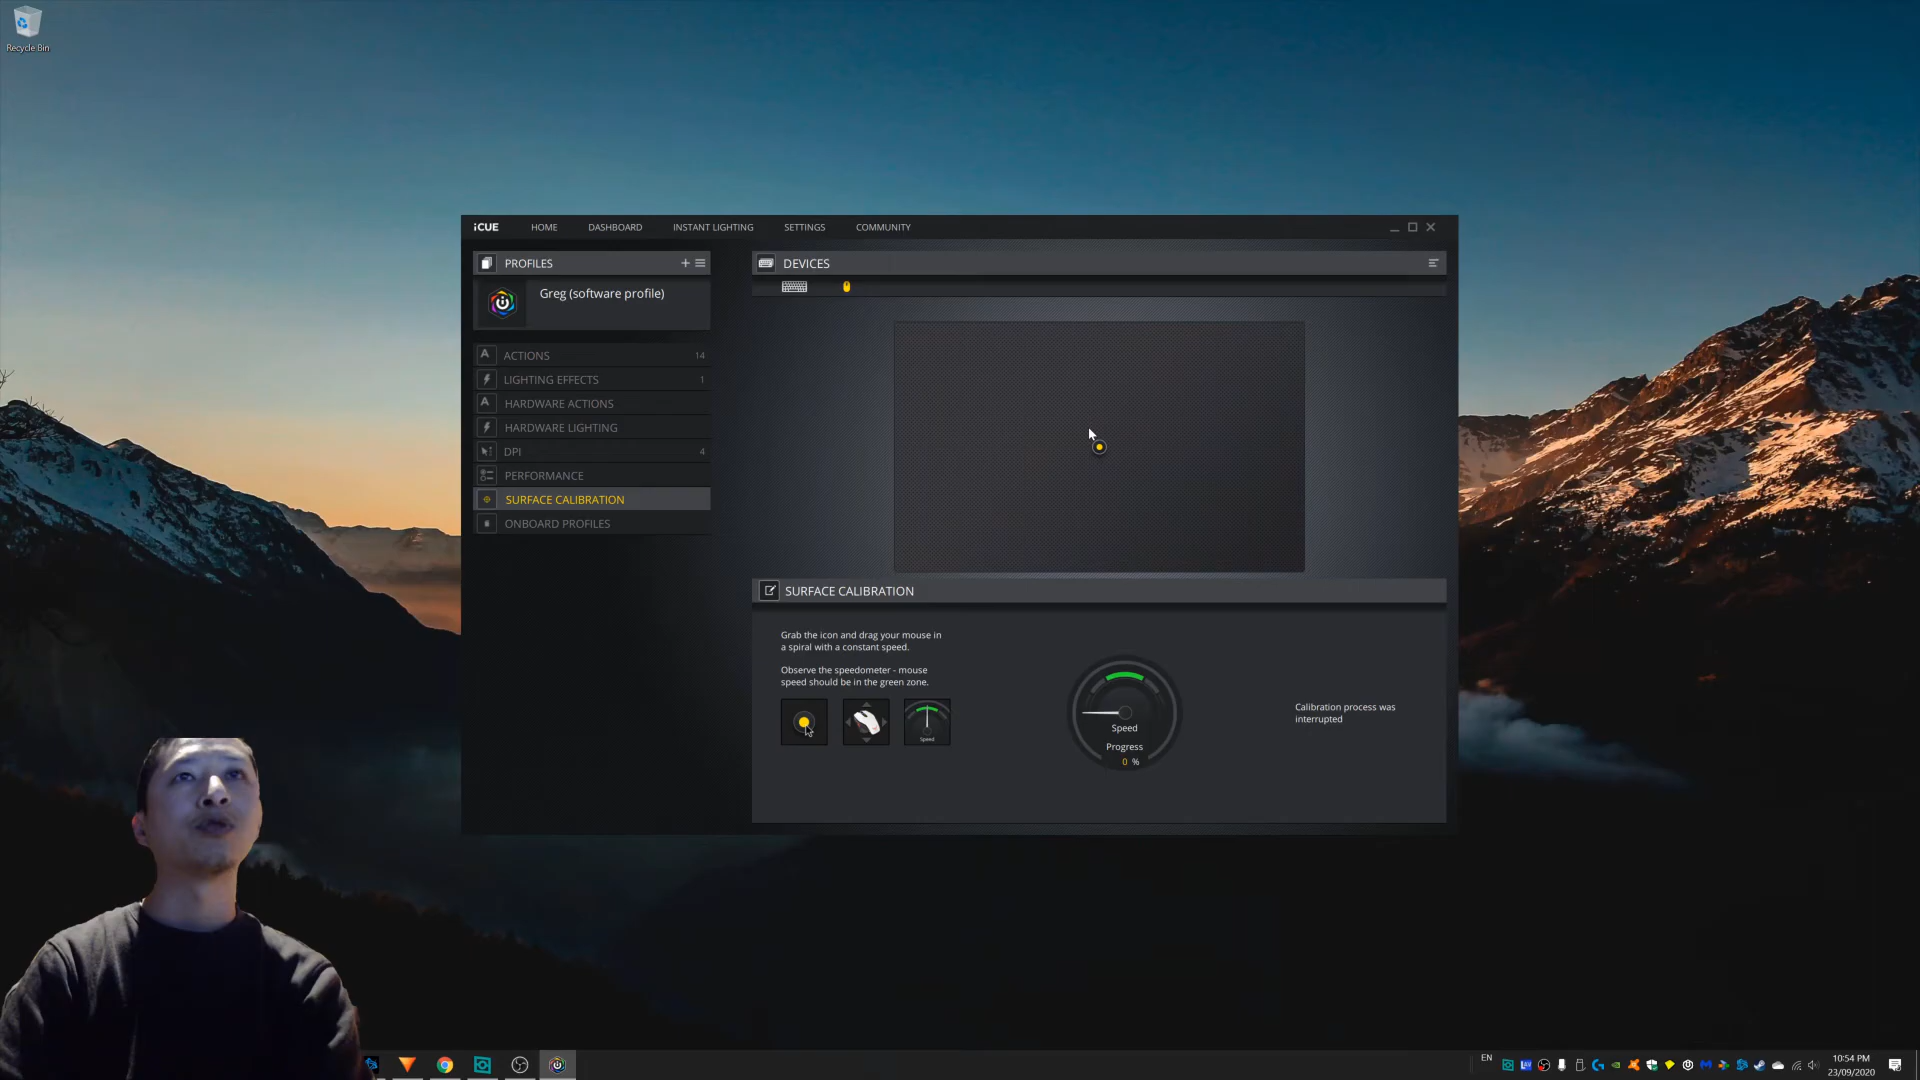 Recycle Bin
iCUE HOME DASHBOARD INSTANT LIGHTING SETTINGS COMMUNITY
PROFILES
Greg (software profile)
A ACTIONS 14
LIGHTING EFFECTS 1
A HARDWARE ACTIONS
HARDWARE LIGHTING
DPI 4
PERFORMANCE
SURFACE CALIBRATION
ONBOARD PROFILES
DEVICES
SURFACE CALIBRATION
Grab the icon and drag your mouse in
a spiral with a constant speed.
Observe the speedometer - mouse
speed should be in the green zone.
Speed
Speed
Progress
0 %
Calibration process was
interrupted
EN
10:54 PM
23/09/2020